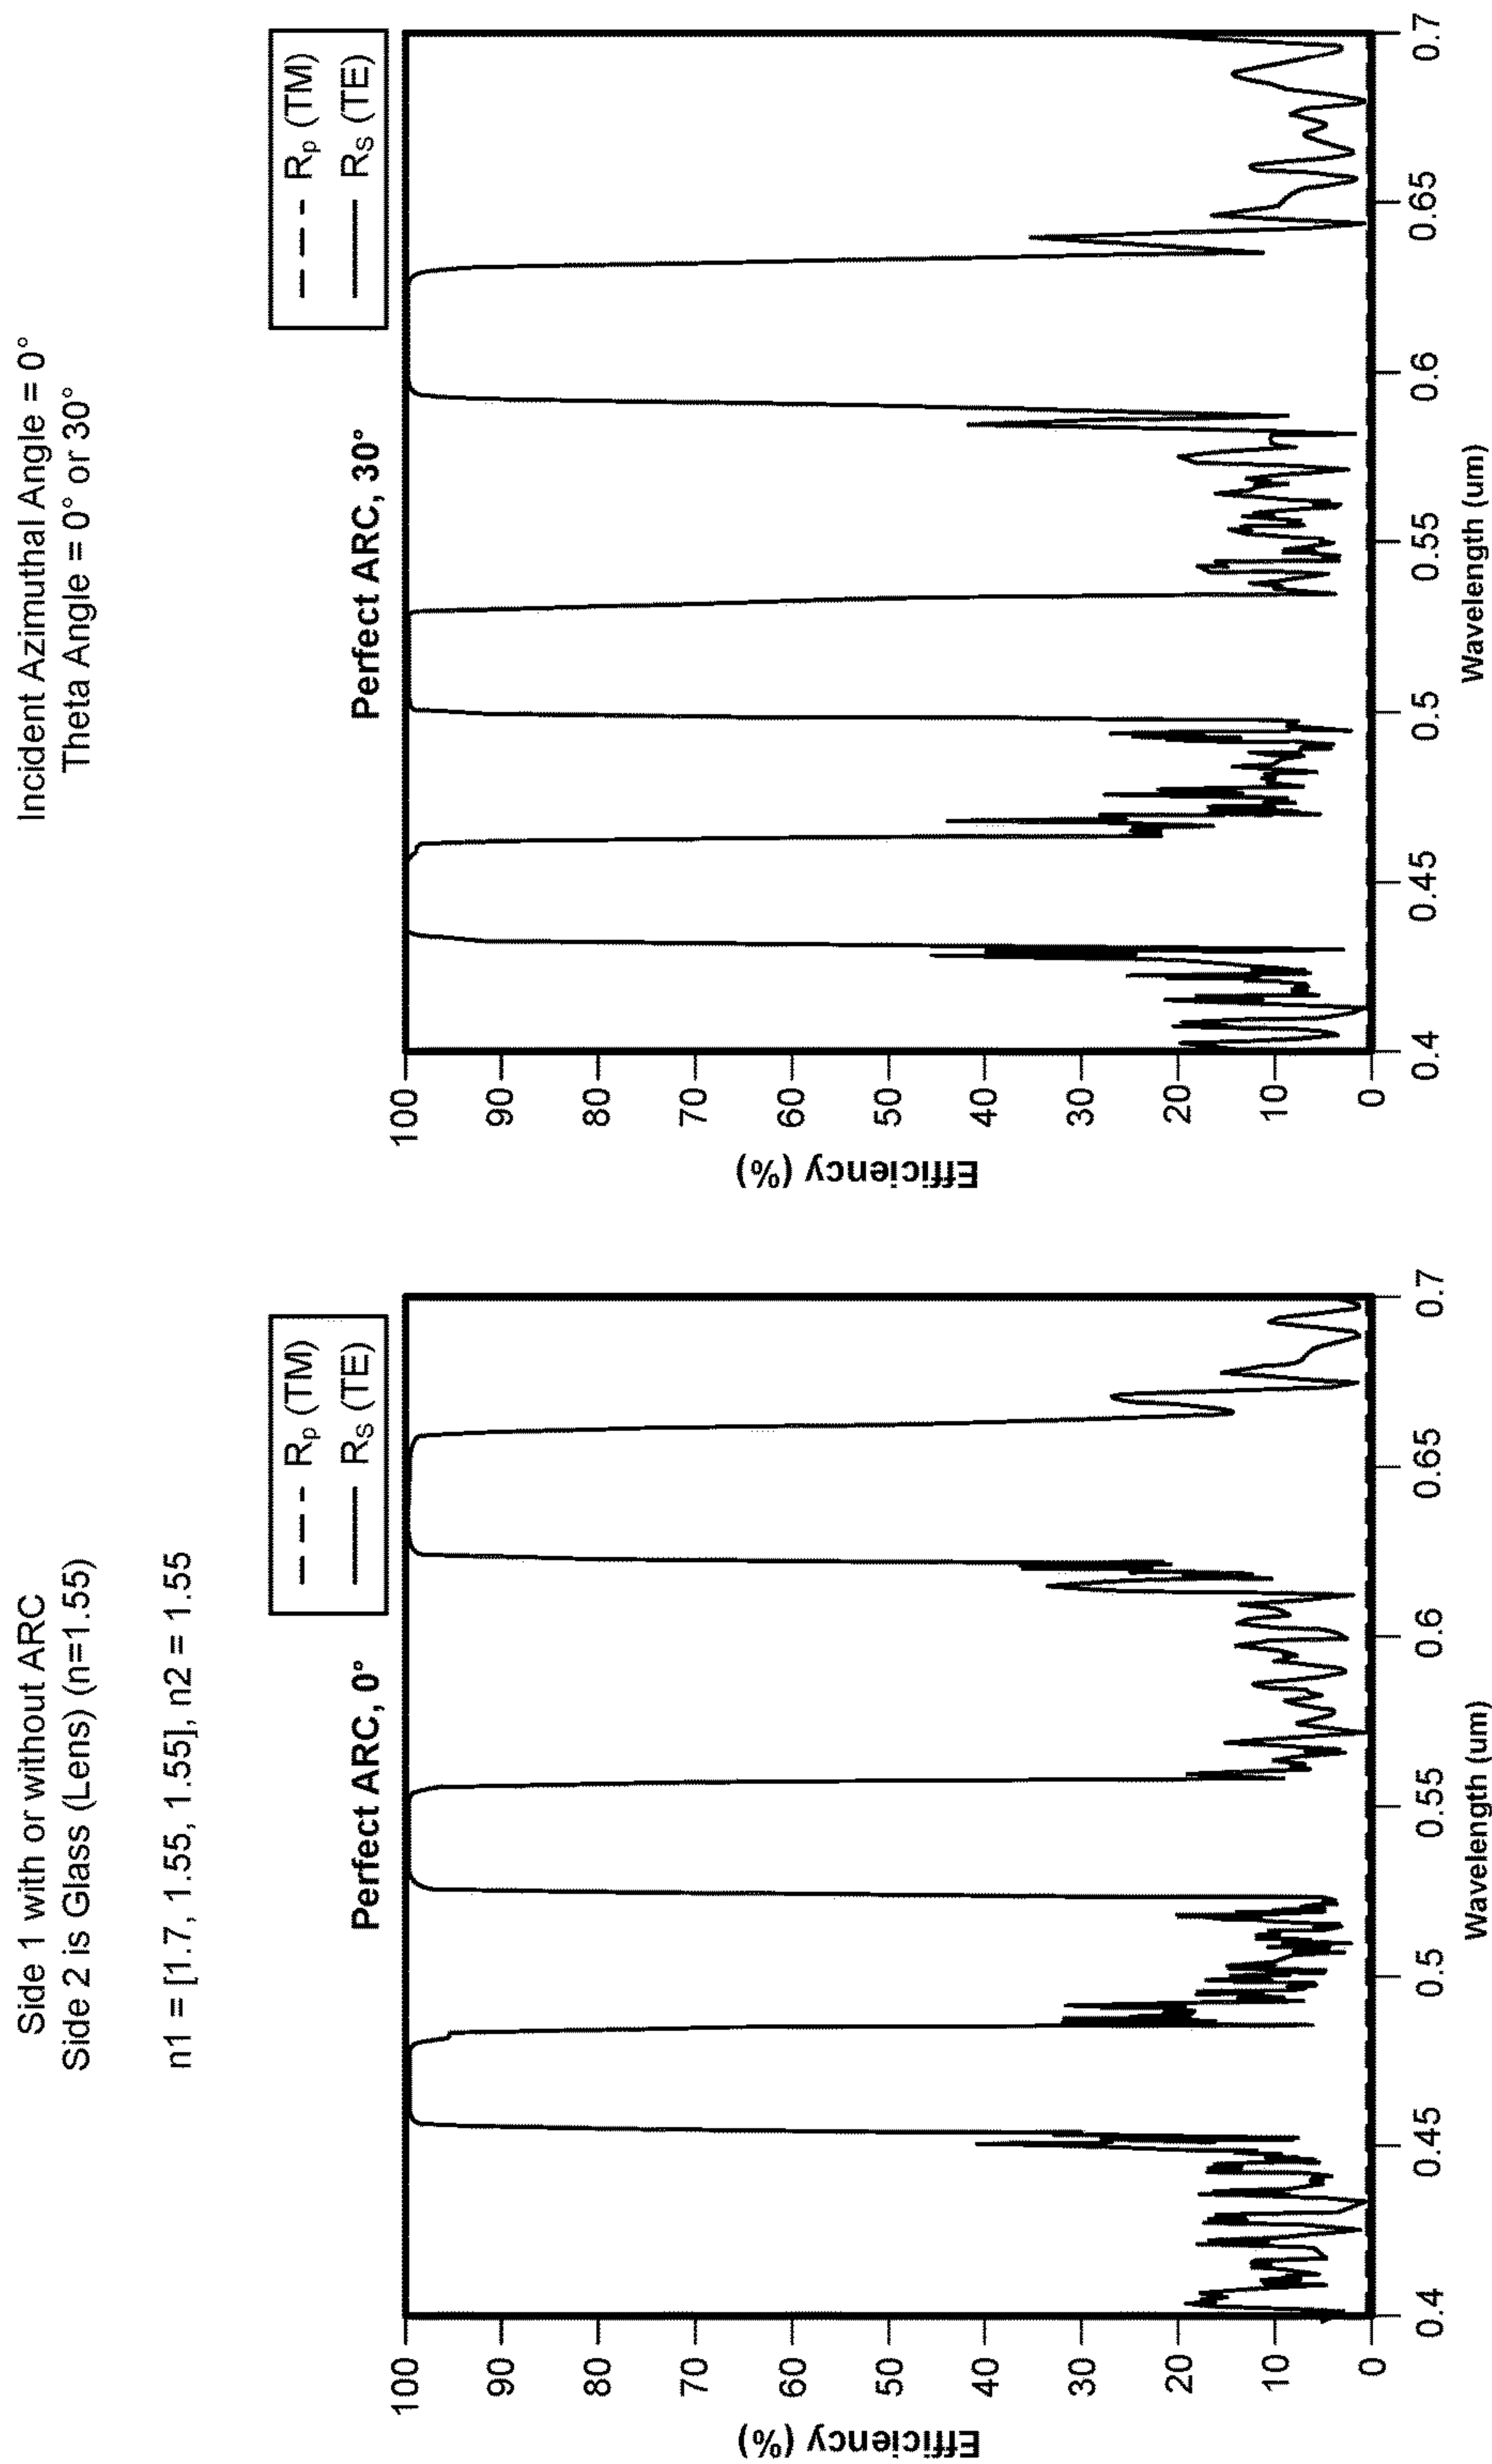 Side 1 with or without ARC
Side 2 is Glass (Lens) (n=1.55)
n1 = [1.7, 1.55, 1.55], n2 = 1.55
Incident Azimuthal Angle = 0°
Theta Angle = 0° or 30°
Perfect ARC, 0°
Rp (TM)
RS (TE)
Efficiency (%)
100
90
80
70
60
50
40
30
20
10
0
0.4
0.45
0.5
0.55
0.6
0.65
0.7
Wavelength (um)
Perfect ARC, 30°
Rp (TM)
RS (TE)
Efficiency (%)
100
90
80
70
60
50
40
30
20
10
0
0.4
0.45
0.5
0.55
0.6
0.65
0.7
Wavelength (um)